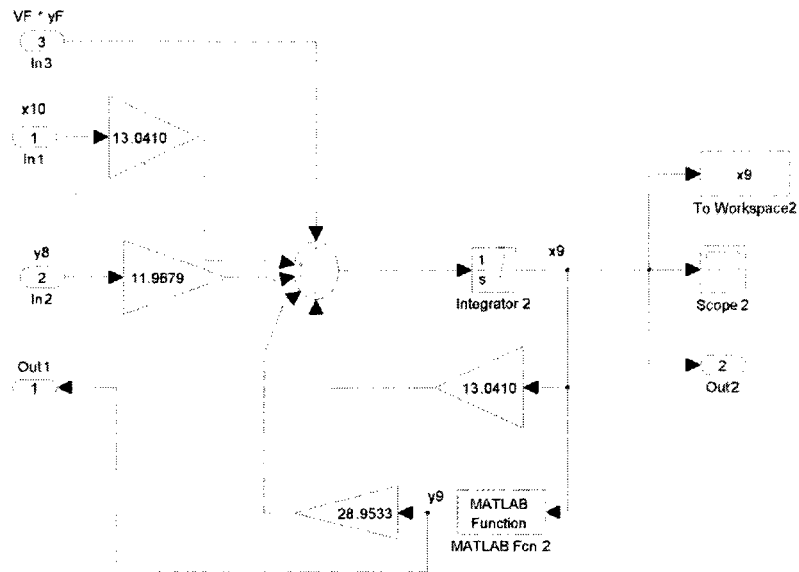 VF * yF
3
In3
x10
1
In1
13.0410
y8
2
In2
11.9679
x9
To Workspace2
1
s
Integrator 2
x9
Scope 2
Out1
1
13.0410
2
Out2
28.9533
y9
MATLAB
Function
MATLAB Fcn 2